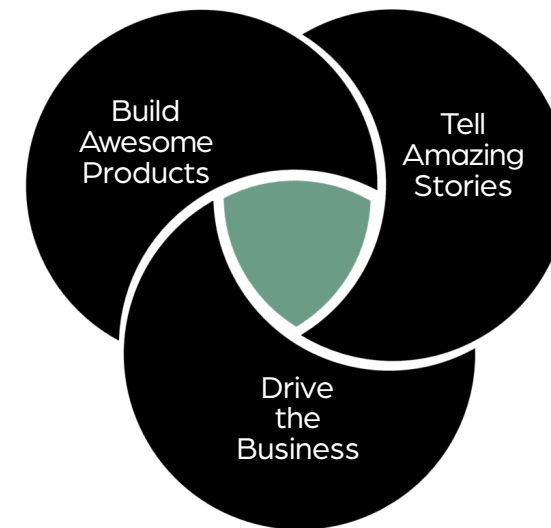 Build
Awesome
Products
Tell
Amazing
Stories
Drive
the
Business